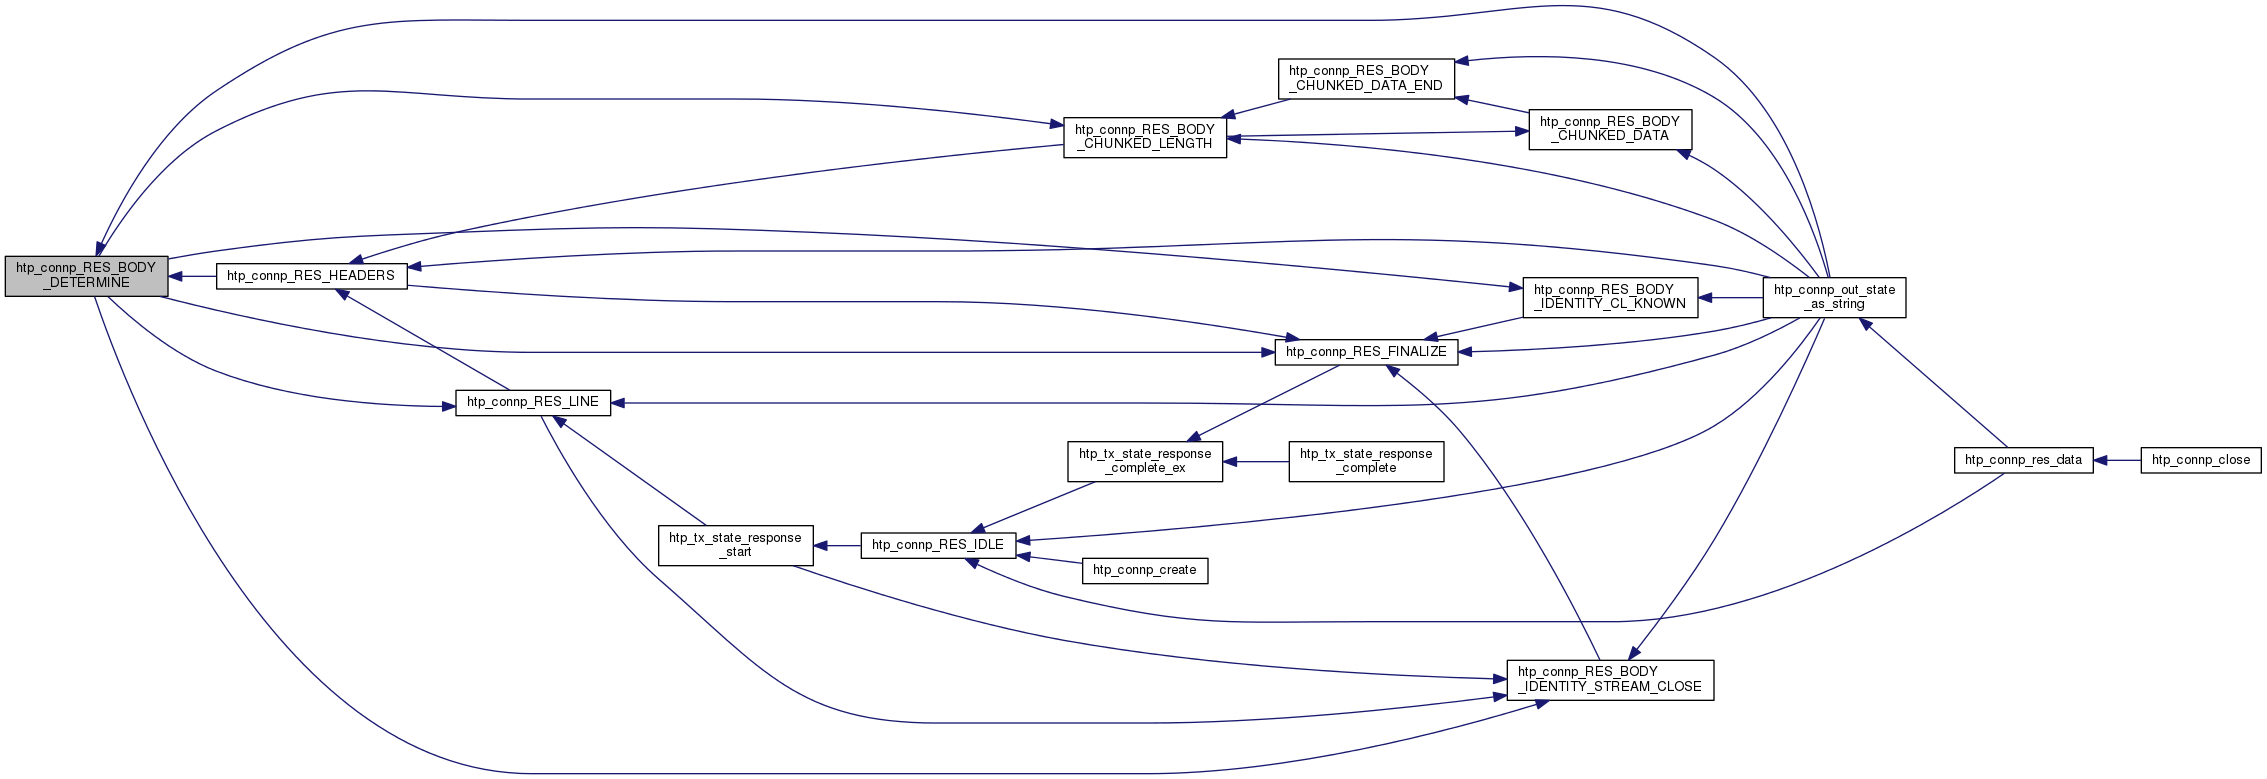 htp_connp_RES_BODY
_DETERMINE
htp_connp_RES_HEADERS
htp_connp_RES_LINE
htp_tx_state_response
_start
htp_connp_RES_IDLE
htp_connp_RES_BODY
_CHUNKED_LENGTH
htp_tx_state_response
_complete_ex
htp_connp_create
htp_connp_RES_BODY
_CHUNKED_DATA_END
htp_connp_RES_FINALIZE
htp_tx_state_response
_complete
htp_connp_RES_BODY
_CHUNKED_DATA
htp_connp_RES_BODY
_IDENTITY_CL_KNOWN
htp_connp_RES_BODY
_IDENTITY_STREAM_CLOSE
htp_connp_out_state
_as_string
htp_connp_res_data
htp_connp_close